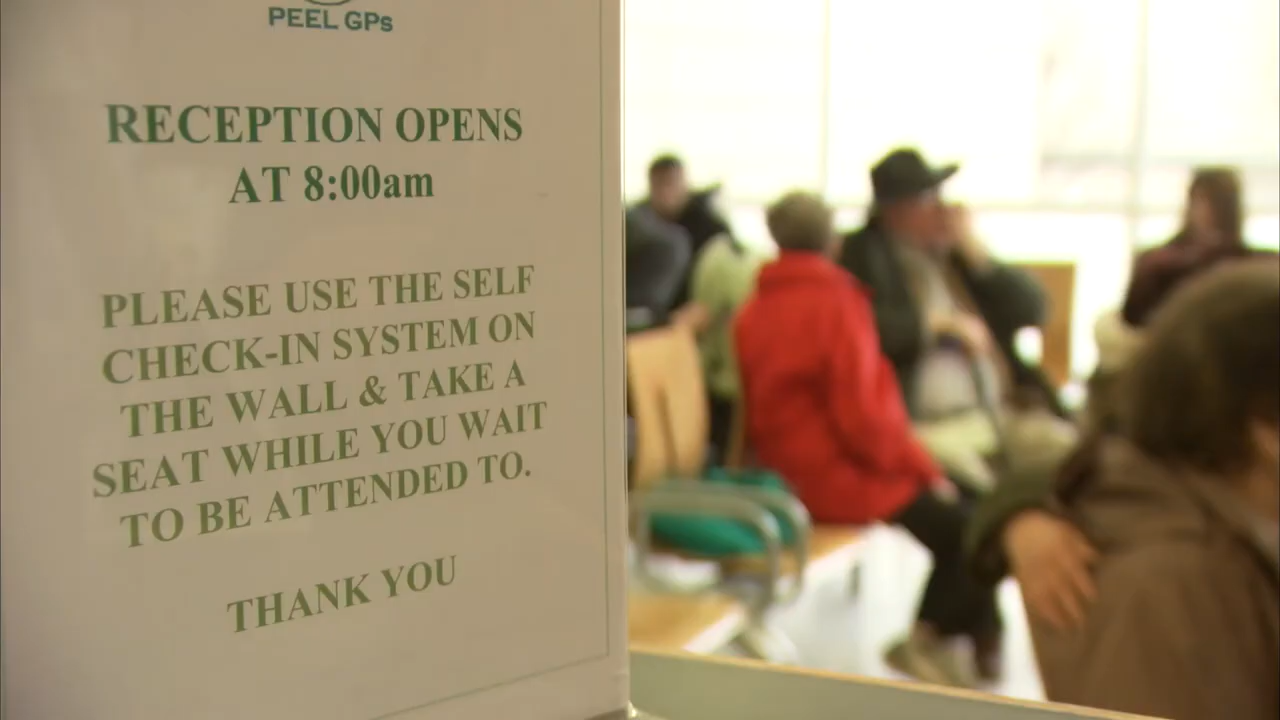 PEEL GPs
RECEPTION OPENS
AT 8:00am
PLEASE USE THE SELF
CHECK-IN SYSTEM ON
THE WALL & TAKE A
SEAT WHILE YOU WAIT
TO BE ATTENDED TO.
THANK YOU